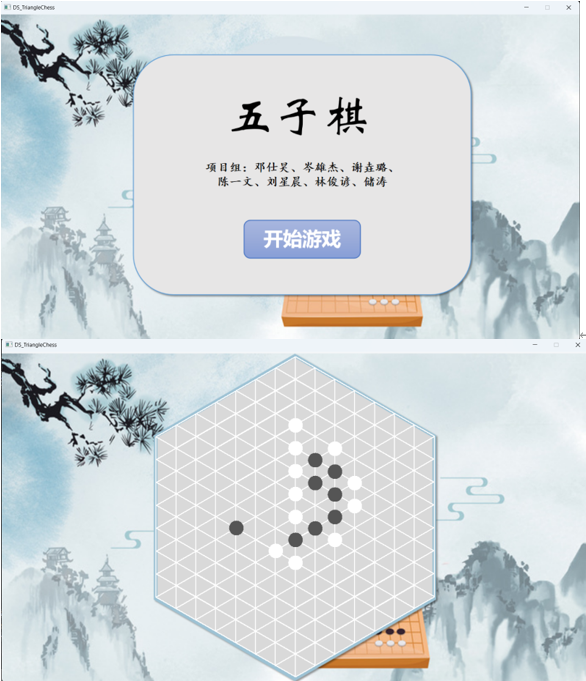 DS_TriangleChess
五子棋
项目组：邓仕昊、岑雄杰、谢垚璐、
陈一文、刘星晨、林俊谚、储涛
开始游戏
DS_TriangleChess